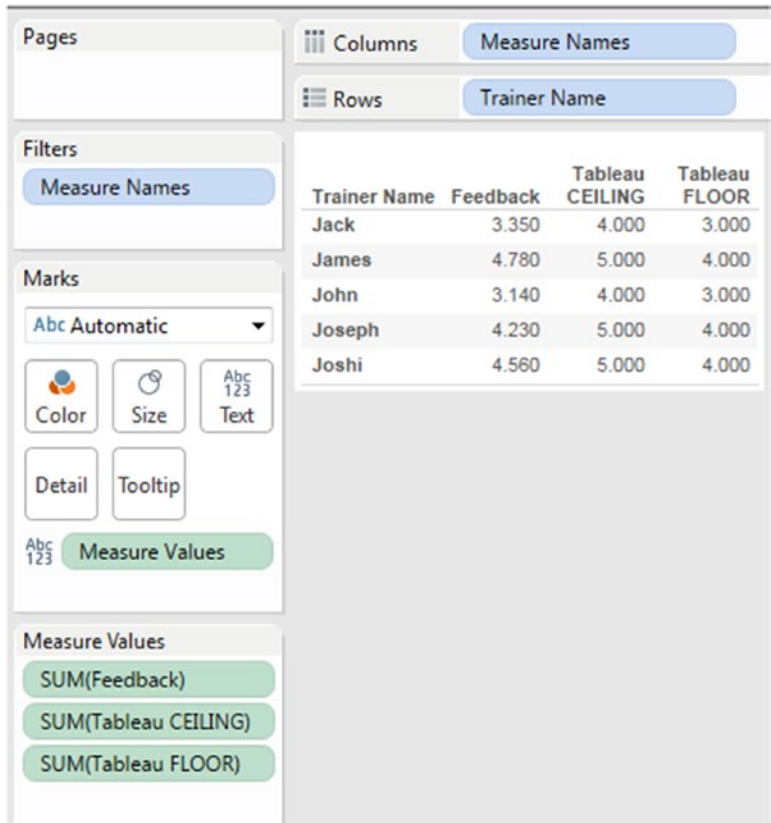 Pages
Columns Measure Names
Rows Trainer Name
Filters
Measure Names
Marks
Abc Automatic
Color Size Abc 123 Text
Detail Tooltip
Abc 123 Measure Values
Measure Values
SUM(Feedback)
SUM(Tableau CEILING)
SUM(Tableau FLOOR)
Trainer Name Feedback Tableau CEILING Tableau FLOOR
Jack 3.350 4.000 3.000
James 4.780 5.000 4.000
John 3.140 4.000 3.000
Joseph 4.230 5.000 4.000
Joshi 4.560 5.000 4.000